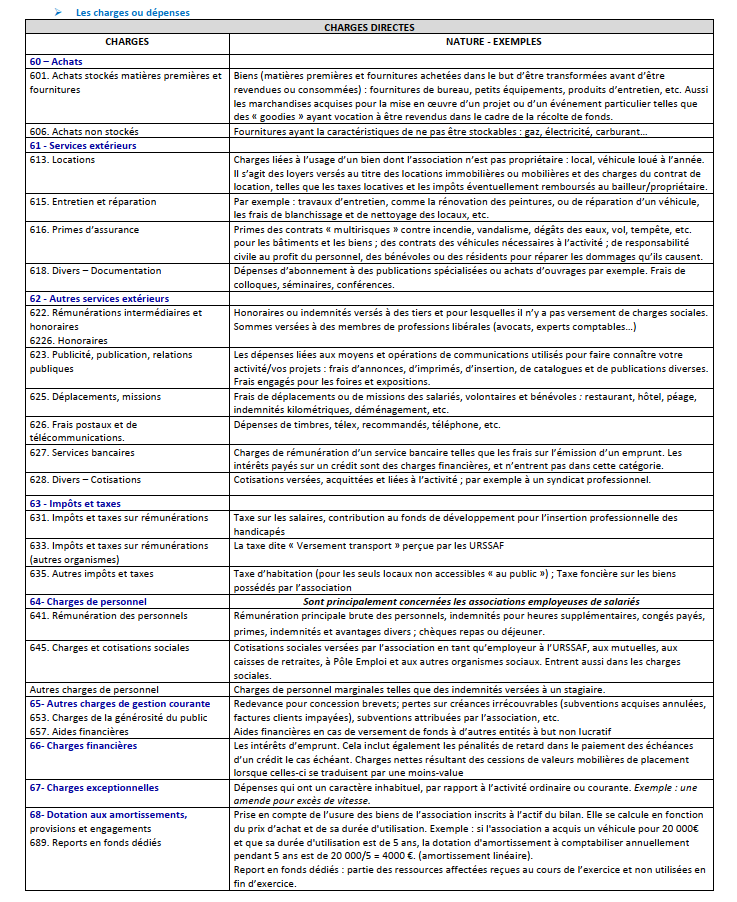 ➢ Les charges ou dépenses
CHARGES DIRECTES
CHARGES
NATURE - EXEMPLES
60 – Achats
601. Achats stockés matières premières et
fournitures
Biens (matières premières et fournitures achetées dans le but d’être transformées avant d’être
revendues ou consommées) : fournitures de bureau, petits équipements, produits d’entretien, etc. Aussi
les marchandises acquises pour la mise en œuvre d’un projet ou d’un événement particulier telles que
des « goodies » ayant vocation à être revendus dans le cadre de la récolte de fonds.
606. Achats non stockés
Fournitures ayant la caractéristiques de ne pas être stockables : gaz, électricité, carburant…
61 - Services extérieurs
613. Locations
Charges liées à l’usage d’un bien dont l’association n’est pas propriétaire : local, véhicule loué à l’année.
Il s’agit des loyers versés au titre des locations immobilières ou mobilières et des charges du contrat de
location, telles que les taxes locatives et les impôts éventuellement remboursés au bailleur/propriétaire.
615. Entretien et réparation
Par exemple : travaux d’entretien, comme la rénovation des peintures, ou de réparation d’un véhicule,
les frais de blanchissage et de nettoyage des locaux, etc.
616. Primes d’assurance
Primes des contrats « multirisques » contre incendie, vandalisme, dégâts des eaux, vol, tempête, etc.
pour les bâtiments et les biens ; des contrats des véhicules nécessaires à l’activité ; de responsabilité
civile au profit du personnel, des bénévoles ou des résidents pour réparer les dommages qu’ils causent.
618. Divers – Documentation
Dépenses d’abonnement à des publications spécialisées ou achats d’ouvrages par exemple. Frais de
colloques, séminaires, conférences.
62 - Autres services extérieurs
622. Rémunérations intermédiaires et
honoraires
6226. Honoraires
Honoraires ou indemnités versés à des tiers et pour lesquelles il n’y a pas versement de charges sociales.
Sommes versées à des membres de professions libérales (avocats, experts comptables…)
623. Publicité, publication, relations
publiques
Les dépenses liées aux moyens et opérations de communications utilisés pour faire connaître votre
activité/vos projets : frais d’annonces, d’imprimés, d’insertion, de catalogues et de publications diverses.
Frais engagés pour les foires et expositions.
625. Déplacements, missions
Frais de déplacements ou de missions des salariés, volontaires et bénévoles : restaurant, hôtel, péage,
indemnités kilométriques, déménagement, etc.
626. Frais postaux et de
télécommunications.
Dépenses de timbres, télex, recommandés, téléphone, etc.
627. Services bancaires
Charges de rémunération d’un service bancaire telles que les frais sur l’émission d’un emprunt. Les
intérêts payés sur un crédit sont des charges financières, et n’entrent pas dans cette catégorie.
628. Divers – Cotisations
Cotisations versées, acquittées et liées à l’activité ; par exemple à un syndicat professionnel.
63 - Impôts et taxes
631. Impôts et taxes sur rémunérations
Taxe sur les salaires, contribution au fonds de développement pour l’insertion professionnelle des
handicapés
633. Impôts et taxes sur rémunérations
(autres organismes)
La taxe dite « Versement transport » perçue par les URSSAF
635. Autres impôts et taxes
Taxe d’habitation (pour les seuls locaux non accessibles « au public ») ; Taxe foncière sur les biens
possédés par l’association
64- Charges de personnel
Sont principalement concernées les associations employeuses de salariés
641. Rémunération des personnels
Rémunération principale brute des personnels, indemnités pour heures supplémentaires, congés payés,
primes, indemnités et avantages divers ; chèques repas ou déjeuner.
645. Charges et cotisations sociales
Cotisations sociales versées par l’association en tant qu’employeur à l’URSSAF, aux mutuelles, aux
caisses de retraites, à Pôle Emploi et aux autres organismes sociaux. Entrent aussi dans les charges
sociales.
Autres charges de personnel
Charges de personnel marginales telles que des indemnités versées à un stagiaire.
65- Autres charges de gestion courante
653. Charges de la générosité du public
657. Aides financières
Redevance pour concession brevets; pertes sur créances irrécouvrables (subventions acquises annulées,
factures clients impayées), subventions attribuées par l’association, etc.
Aides financières en cas de versement de fonds à d’autres entités à but non lucratif
66- Charges financières
Les intérêts d’emprunt. Cela inclut également les pénalités de retard dans le paiement des échéances
d’un crédit le cas échéant. Charges nettes résultant des cessions de valeurs mobilières de placement
lorsque celles-ci se traduisent par une moins-value
67- Charges exceptionnelles
Dépenses qui ont un caractère inhabituel, par rapport à l’activité ordinaire ou courante. Exemple : une
amende pour excès de vitesse.
68- Dotation aux amortissements,
provisions et engagements
689. Reports en fonds dédiés
Prise en compte de l’usure des biens de l’association inscrits à l’actif du bilan. Elle se calcule en fonction
du prix d’achat et de sa durée d'utilisation. Exemple : si l'association a acquis un véhicule pour 20 000€
et que sa durée d'utilisation est de 5 ans, la dotation d'amortissement à comptabiliser annuellement
pendant 5 ans est de 20 000/5 = 4000 €. (amortissement linéaire).
Report en fonds dédiés : partie des ressources affectées reçues au cours de l’exercice et non utilisées en
fin d’exercice.